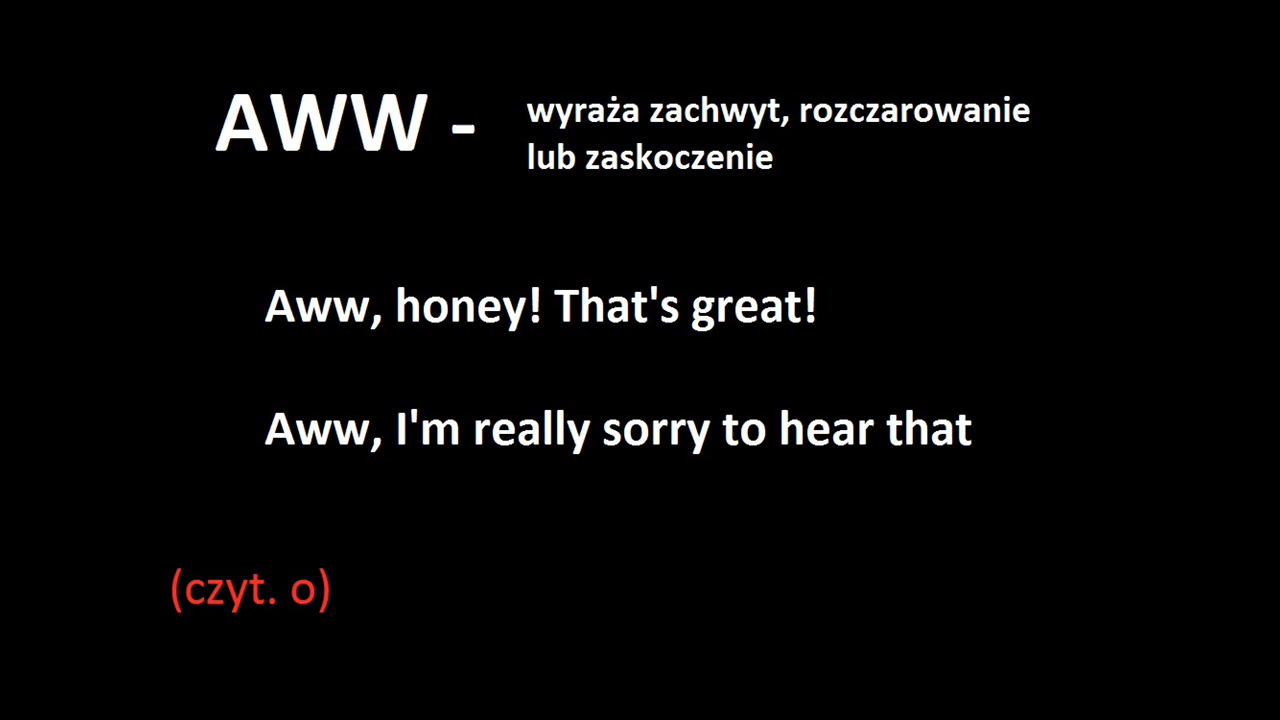 AWW - wyraża zachwyt, rozczarowanie
lub zaskoczenie
Aww, honey! That's great!
Aww, I'm really sorry to hear that
(czyt. o)